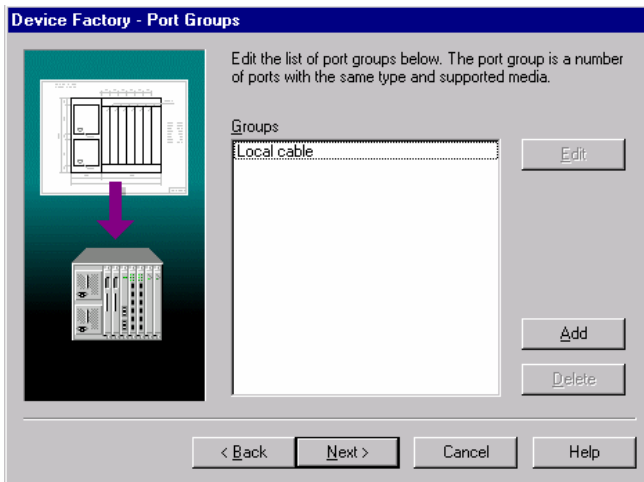 Device Factory - Port Groups
Edit the list of port groups below. The port group is a number
of ports with the same type and supported media.
Groups
Local cable
Edit
Add
Delete
< Back
Next >
Cancel
Help